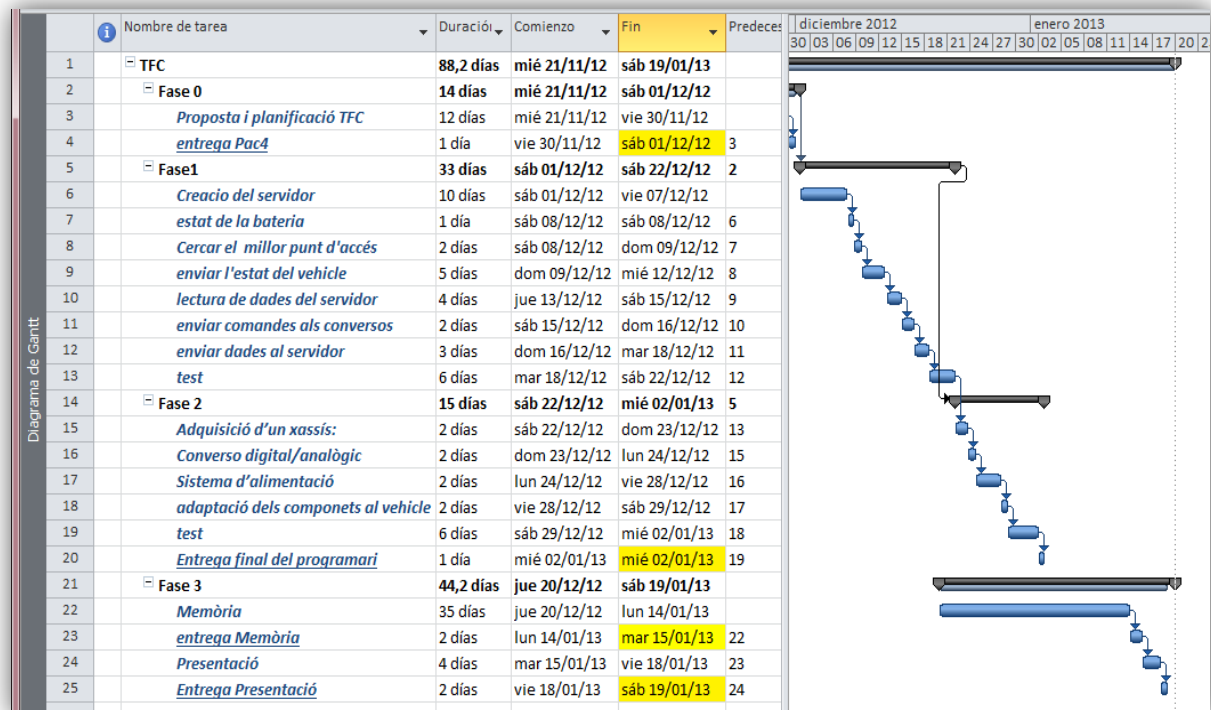 Nombre de tarea Duración Comienzo Fin Predeces
diciembre 2012 enero 2013
30 03 06 09 12 15 18 21 24 27 30 02 05 08 11 14 17 20 2
Diagrama de Gantt
1 TFC 88,2 días mié 21/11/12 sáb 19/01/13
2 Fase 0 14 días mié 21/11/12 sáb 01/12/12
3 Proposta i planificació TFC 12 días mié 21/11/12 vie 30/11/12
4 entrega Pac4 1 día vie 30/11/12 sáb 01/12/12 3
5 Fase1 33 días sáb 01/12/12 sáb 22/12/12 2
6 Creacio del servidor 10 días sáb 01/12/12 vie 07/12/12
7 estat de la bateria 1 día sáb 08/12/12 sáb 08/12/12 6
8 Cercar el millor punt d'accés 2 días sáb 08/12/12 dom 09/12/12 7
9 enviar l'estat del vehicle 5 días dom 09/12/12 mié 12/12/12 8
10 lectura de dades del servidor 4 días jue 13/12/12 sáb 15/12/12 9
11 enviar comandes als conversos 2 días sáb 15/12/12 dom 16/12/12 10
12 enviar dades al servidor 3 días dom 16/12/12 mar 18/12/12 11
13 test 6 días mar 18/12/12 sáb 22/12/12 12
14 Fase 2 15 días sáb 22/12/12 mié 02/01/13 5
15 Adquisició d’un xassís: 2 días sáb 22/12/12 dom 23/12/12 13
16 Converso digital/analògic 2 días dom 23/12/12 lun 24/12/12 15
17 Sistema d’alimentació 2 días lun 24/12/12 vie 28/12/12 16
18 adaptació dels componets al vehicle 2 días vie 28/12/12 sáb 29/12/12 17
19 test 6 días sáb 29/12/12 mié 02/01/13 18
20 Entrega final del programari 1 día mié 02/01/13 mié 02/01/13 19
21 Fase 3 44,2 días jue 20/12/12 sáb 19/01/13
22 Memòria 35 días jue 20/12/12 lun 14/01/13
23 entrega Memòria 2 días lun 14/01/13 mar 15/01/13 22
24 Presentació 4 días mar 15/01/13 vie 18/01/13 23
25 Entrega Presentació 2 días vie 18/01/13 sáb 19/01/13 24